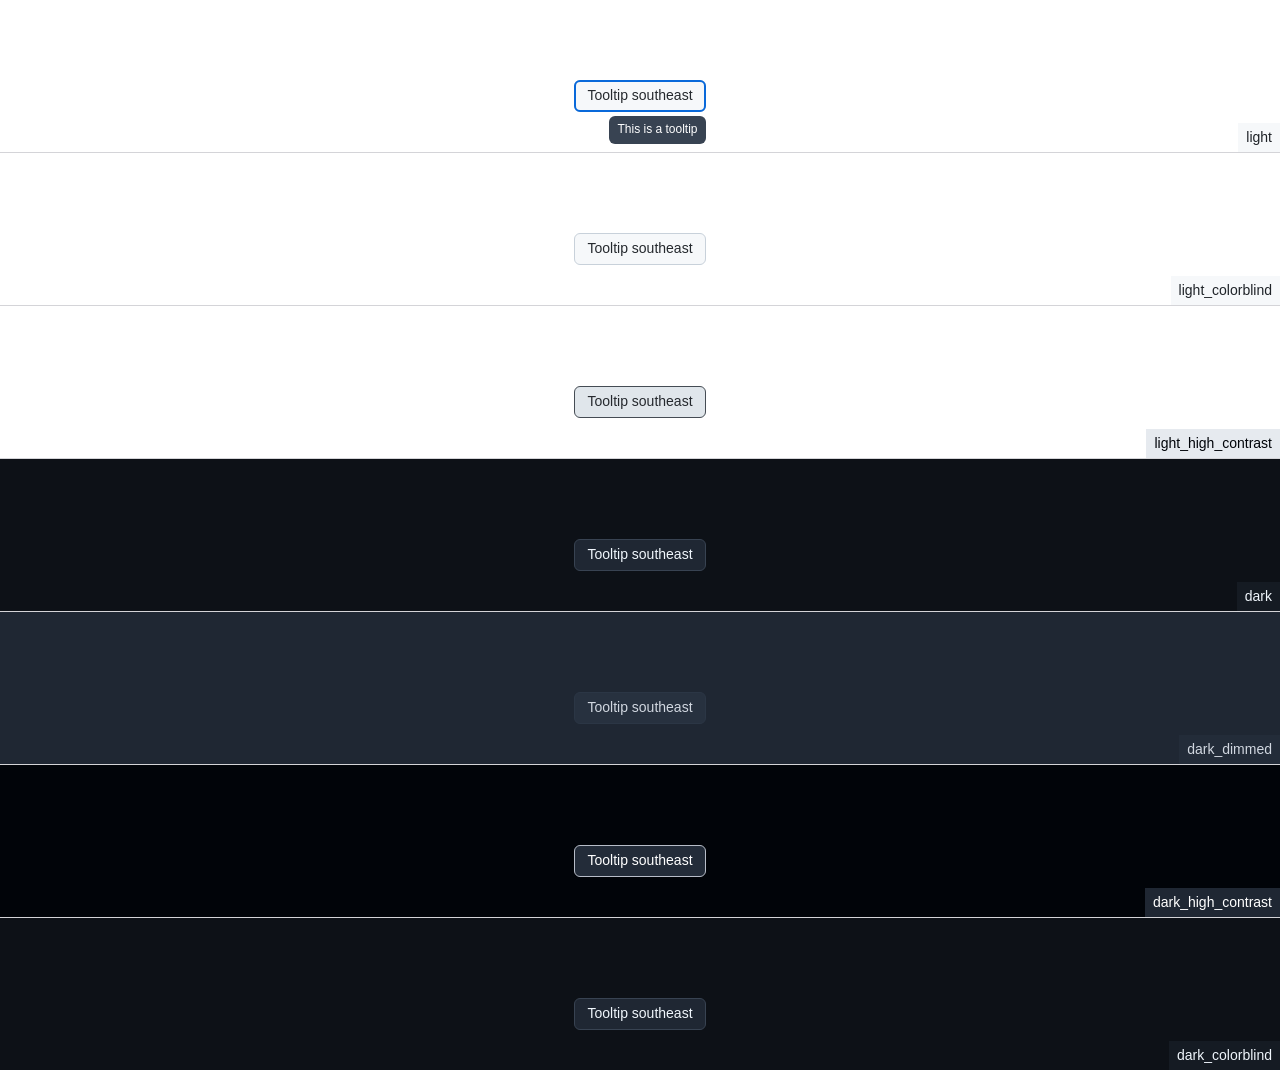 Tooltip southeast
This is a tooltip
light
Tooltip southeast
light_colorblind
Tooltip southeast
light_high_contrast
Tooltip southeast
dark
Tooltip southeast
dark_dimmed
Tooltip southeast
dark_high_contrast
Tooltip southeast
dark_colorblind